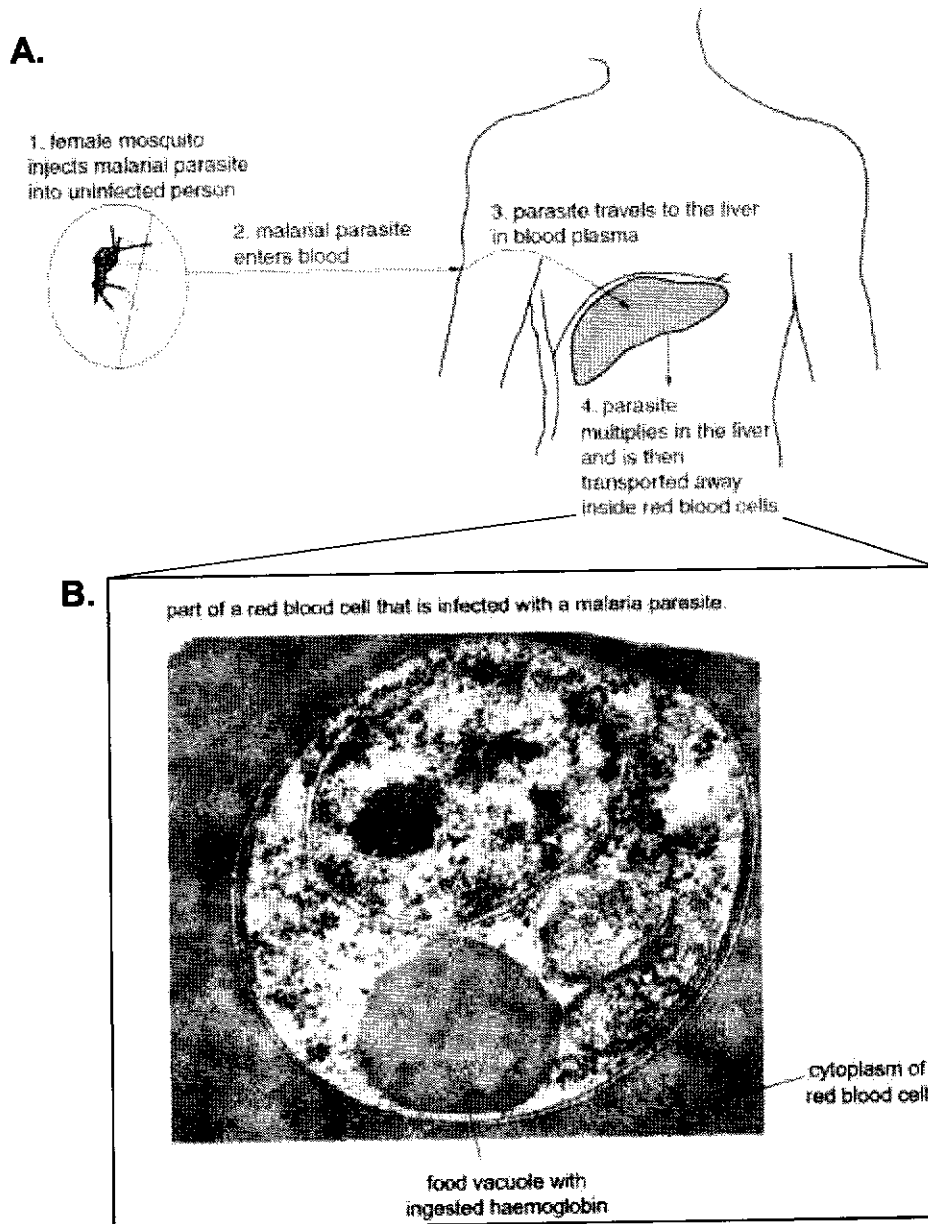 A.
1. female mosquito
injects malarial parasite
into uninfected person
2. malarial parasite
enters blood
3. parasite travels to the liver
in blood plasma
4. parasite
multiplies in the liver
and is then
transported away
inside red blood cells
B.
part of a red blood cell that is infected with a malaria parasite.
cytoplasm of
red blood cell
food vacuole with
ingested haemoglobin